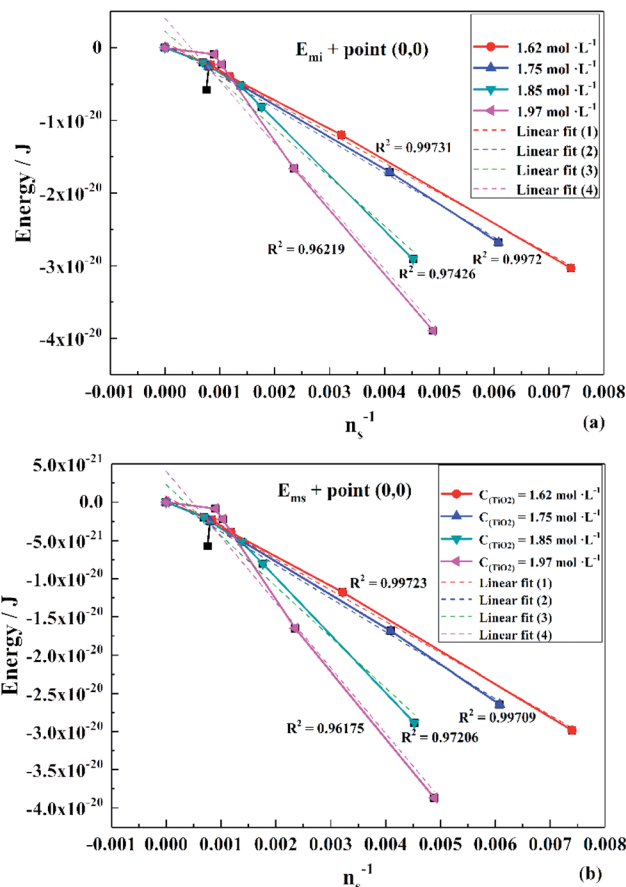 E_mi + point (0,0)
1.62 mol ·L⁻¹
1.75 mol ·L⁻¹
1.85 mol ·L⁻¹
1.97 mol ·L⁻¹
Linear fit (1)
Linear fit (2)
Linear fit (3)
Linear fit (4)
0
-1x10⁻²⁰
-2x10⁻²⁰
-3x10⁻²⁰
-4x10⁻²⁰
Energy / J
R² = 0.99731
R² = 0.96219
R² = 0.9972
R² = 0.97426
-0.001 0.000 0.001 0.002 0.003 0.004 0.005 0.006 0.007 0.008
n_s⁻¹
(a)
E_ms + point (0,0)
C_(TiO2) = 1.62 mol ·L⁻¹
C_(TiO2) = 1.75 mol ·L⁻¹
C_(TiO2) = 1.85 mol ·L⁻¹
C_(TiO2) = 1.97 mol ·L⁻¹
Linear fit (1)
Linear fit (2)
Linear fit (3)
Linear fit (4)
5.0x10⁻²¹
0.0
-5.0x10⁻²¹
-1.0x10⁻²⁰
-1.5x10⁻²⁰
-2.0x10⁻²⁰
-2.5x10⁻²⁰
-3.0x10⁻²⁰
-3.5x10⁻²⁰
-4.0x10⁻²⁰
Energy / J
R² = 0.99723
R² = 0.99709
R² = 0.96175
R² = 0.97206
-0.001 0.000 0.001 0.002 0.003 0.004 0.005 0.006 0.007 0.008
n_s⁻¹
(b)